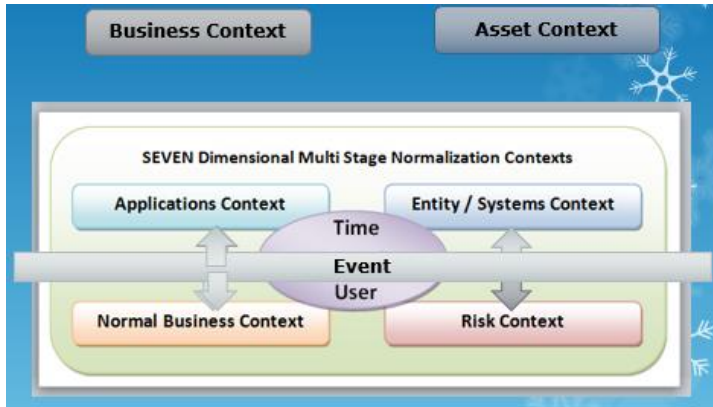 Business Context
Asset Context
SEVEN Dimensional Multi Stage Normalization Contexts
Applications Context
Entity / Systems Context
Time
Event
User
Normal Business Context
Risk Context